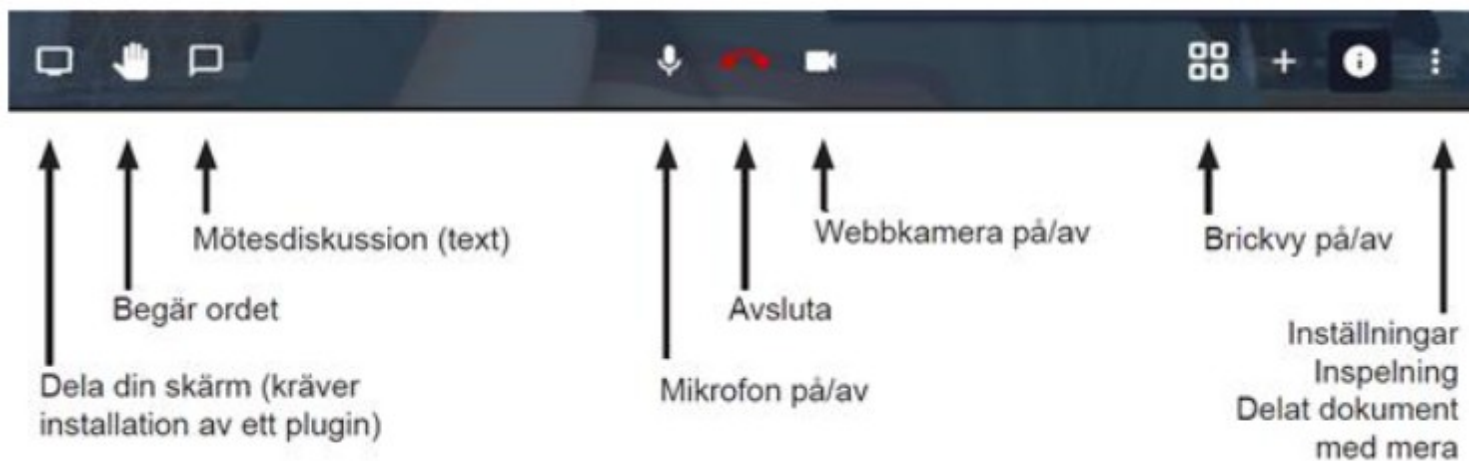 Mötesdiskussion (text)
Begär ordet
Dela din skärm (kräver
installation av ett plugin)
Webbkamera på/av
Avsluta
Mikrofon på/av
Brickvy på/av
Inställningar
Inspelning
Delat dokument
med mera